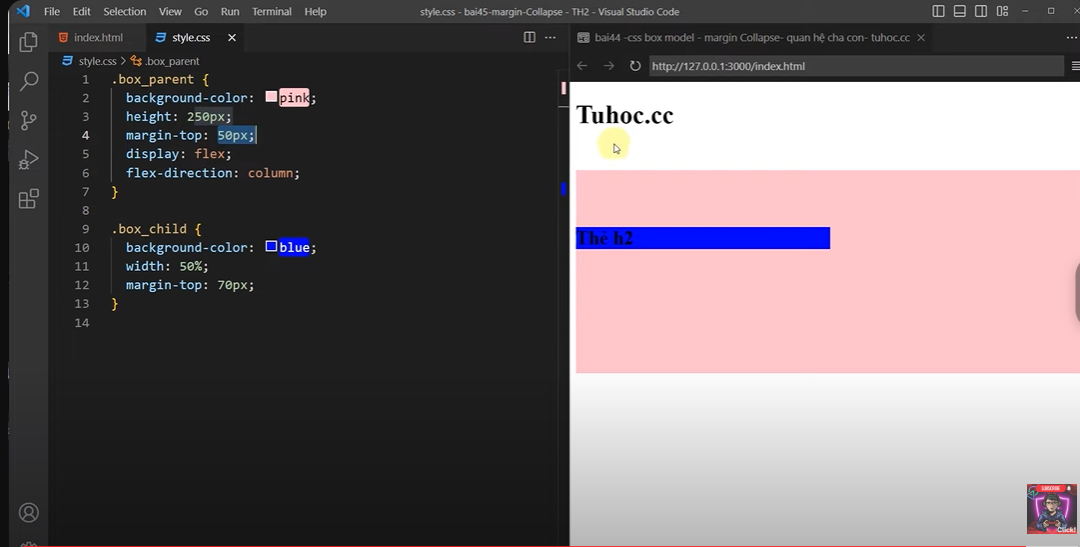 File Edit Selection View Go Run Terminal Help
style.css - bai45-margin-Collapse - TH2 - Visual Studio Code
index.html
style.css
bai44 -css box model - margin Collapse- quan hệ cha con- tuhoc.cc
style.css > .box_parent
http://127.0.0.1:3000/index.html
1 .box_parent {
2 background-color: pink;
3 height: 250px;
4 margin-top: 50px;
5 display: flex;
6 flex-direction: column;
7 }
8
9 .box_child {
10 background-color: blue;
11 width: 50%;
12 margin-top: 70px;
13 }
14
Tuhoc.cc
Thẻ h2
SUBSCRIBE
Click!